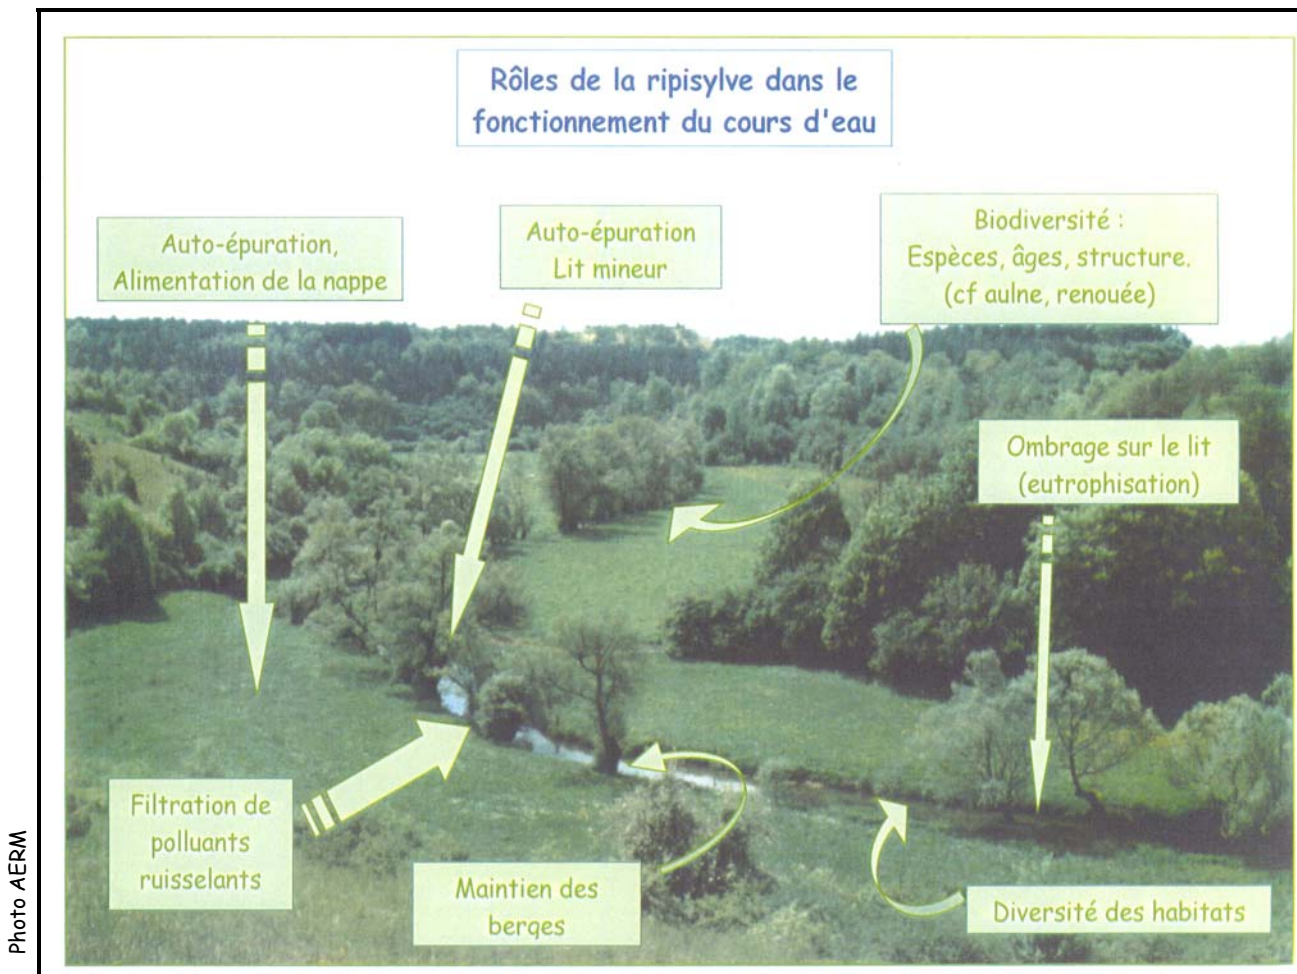 Rôles de la ripisylve dans le
fonctionnement du cours d'eau
Auto-épuration,
Alimentation de la nappe
Auto-épuration
Lit mineur
Biodiversité :
Espèces, âges, structure.
(cf aulne, renouée)
Ombrage sur le lit
(eutrophisation)
Filtration de
polluants
ruisselants
Maintien des
berges
Diversité des habitats
Photo AERM